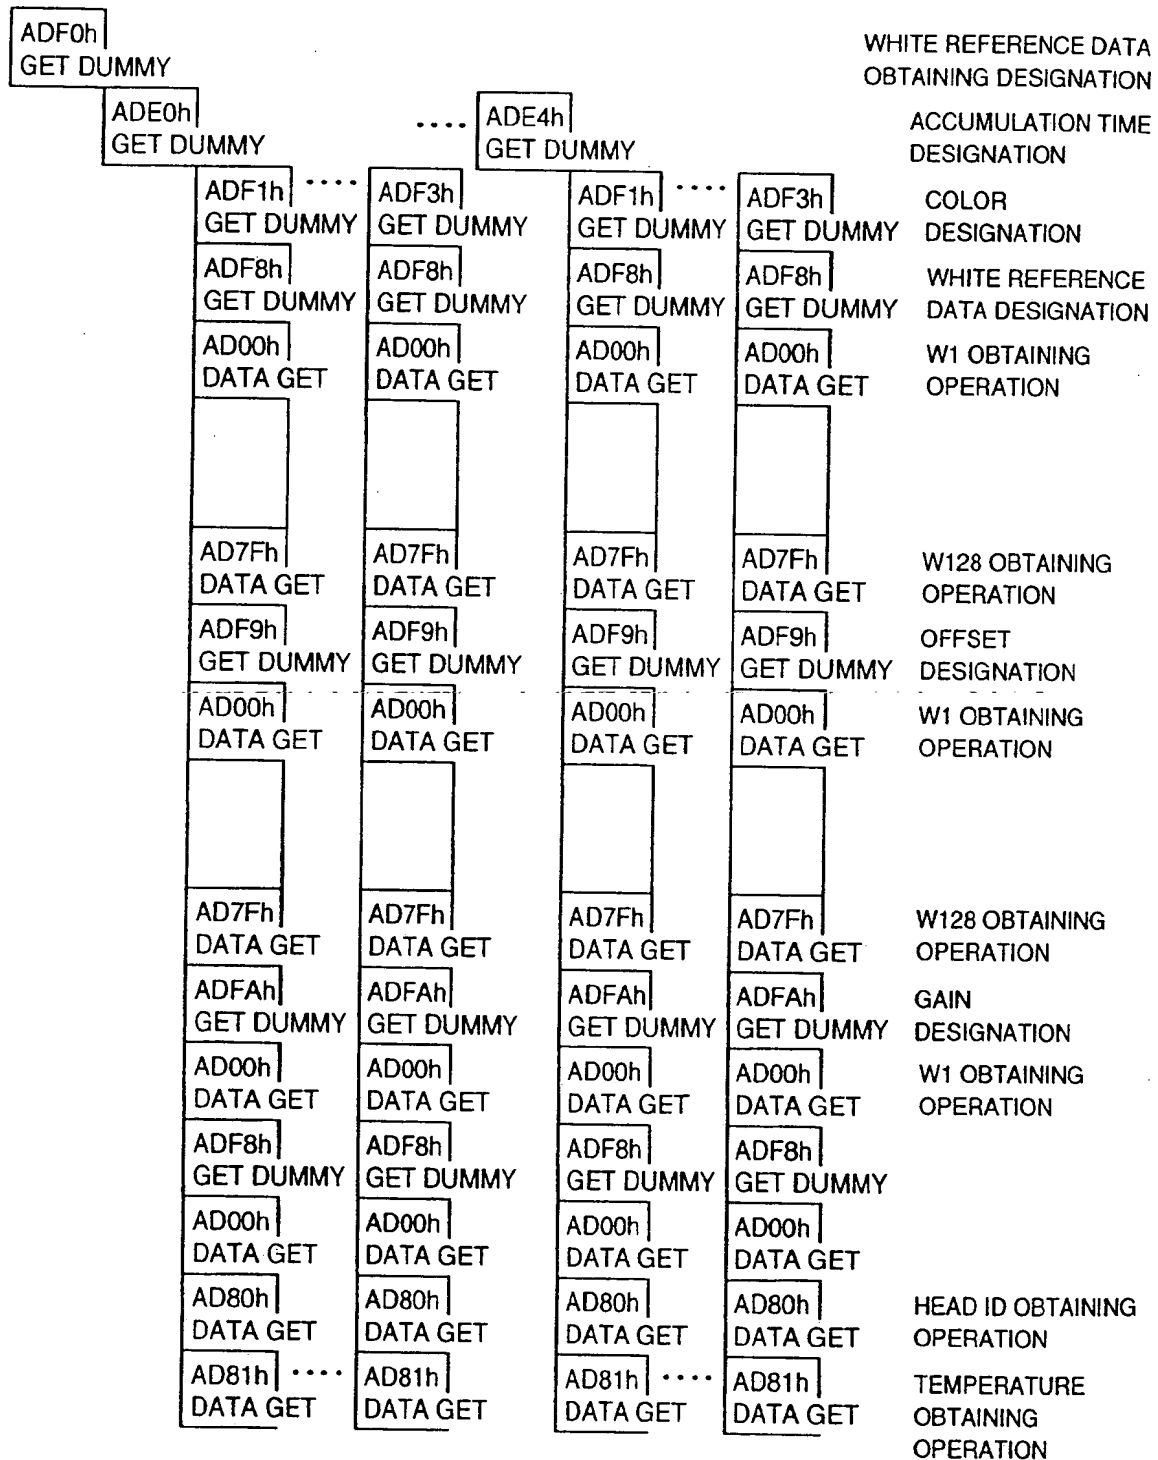 ADF0h
GET DUMMY
WHITE REFERENCE DATA
OBTAINING DESIGNATION
ADE0h .... ADE4h ACCUMULATION TIME
GET DUMMY GET DUMMY DESIGNATION
ADF1h .... ADF3h ADF1h .... ADF3h COLOR
GET DUMMY GET DUMMY GET DUMMY GET DUMMY DESIGNATION
ADF8h ADF8h ADF8h ADF8h WHITE REFERENCE
GET DUMMY GET DUMMY GET DUMMY GET DUMMY DATA DESIGNATION
AD00h AD00h AD00h AD00h W1 OBTAINING
DATA GET DATA GET DATA GET DATA GET OPERATION
AD7Fh AD7Fh AD7Fh AD7Fh W128 OBTAINING
DATA GET DATA GET DATA GET DATA GET OPERATION
ADF9h ADF9h ADF9h ADF9h OFFSET
GET DUMMY GET DUMMY GET DUMMY GET DUMMY DESIGNATION
AD00h AD00h AD00h AD00h W1 OBTAINING
DATA GET DATA GET DATA GET DATA GET OPERATION
AD7Fh AD7Fh AD7Fh AD7Fh W128 OBTAINING
DATA GET DATA GET DATA GET DATA GET OPERATION
ADFAh ADFAh ADFAh ADFAh GAIN
GET DUMMY GET DUMMY GET DUMMY GET DUMMY DESIGNATION
AD00h AD00h AD00h AD00h W1 OBTAINING
DATA GET DATA GET DATA GET DATA GET OPERATION
ADF8h ADF8h ADF8h ADF8h
GET DUMMY GET DUMMY GET DUMMY GET DUMMY
AD00h AD00h AD00h AD00h
DATA GET DATA GET DATA GET DATA GET
AD80h AD80h AD80h AD80h HEAD ID OBTAINING
DATA GET DATA GET DATA GET DATA GET OPERATION
AD81h .... AD81h AD81h .... AD81h TEMPERATURE
DATA GET DATA GET DATA GET DATA GET OBTAINING
OPERATION